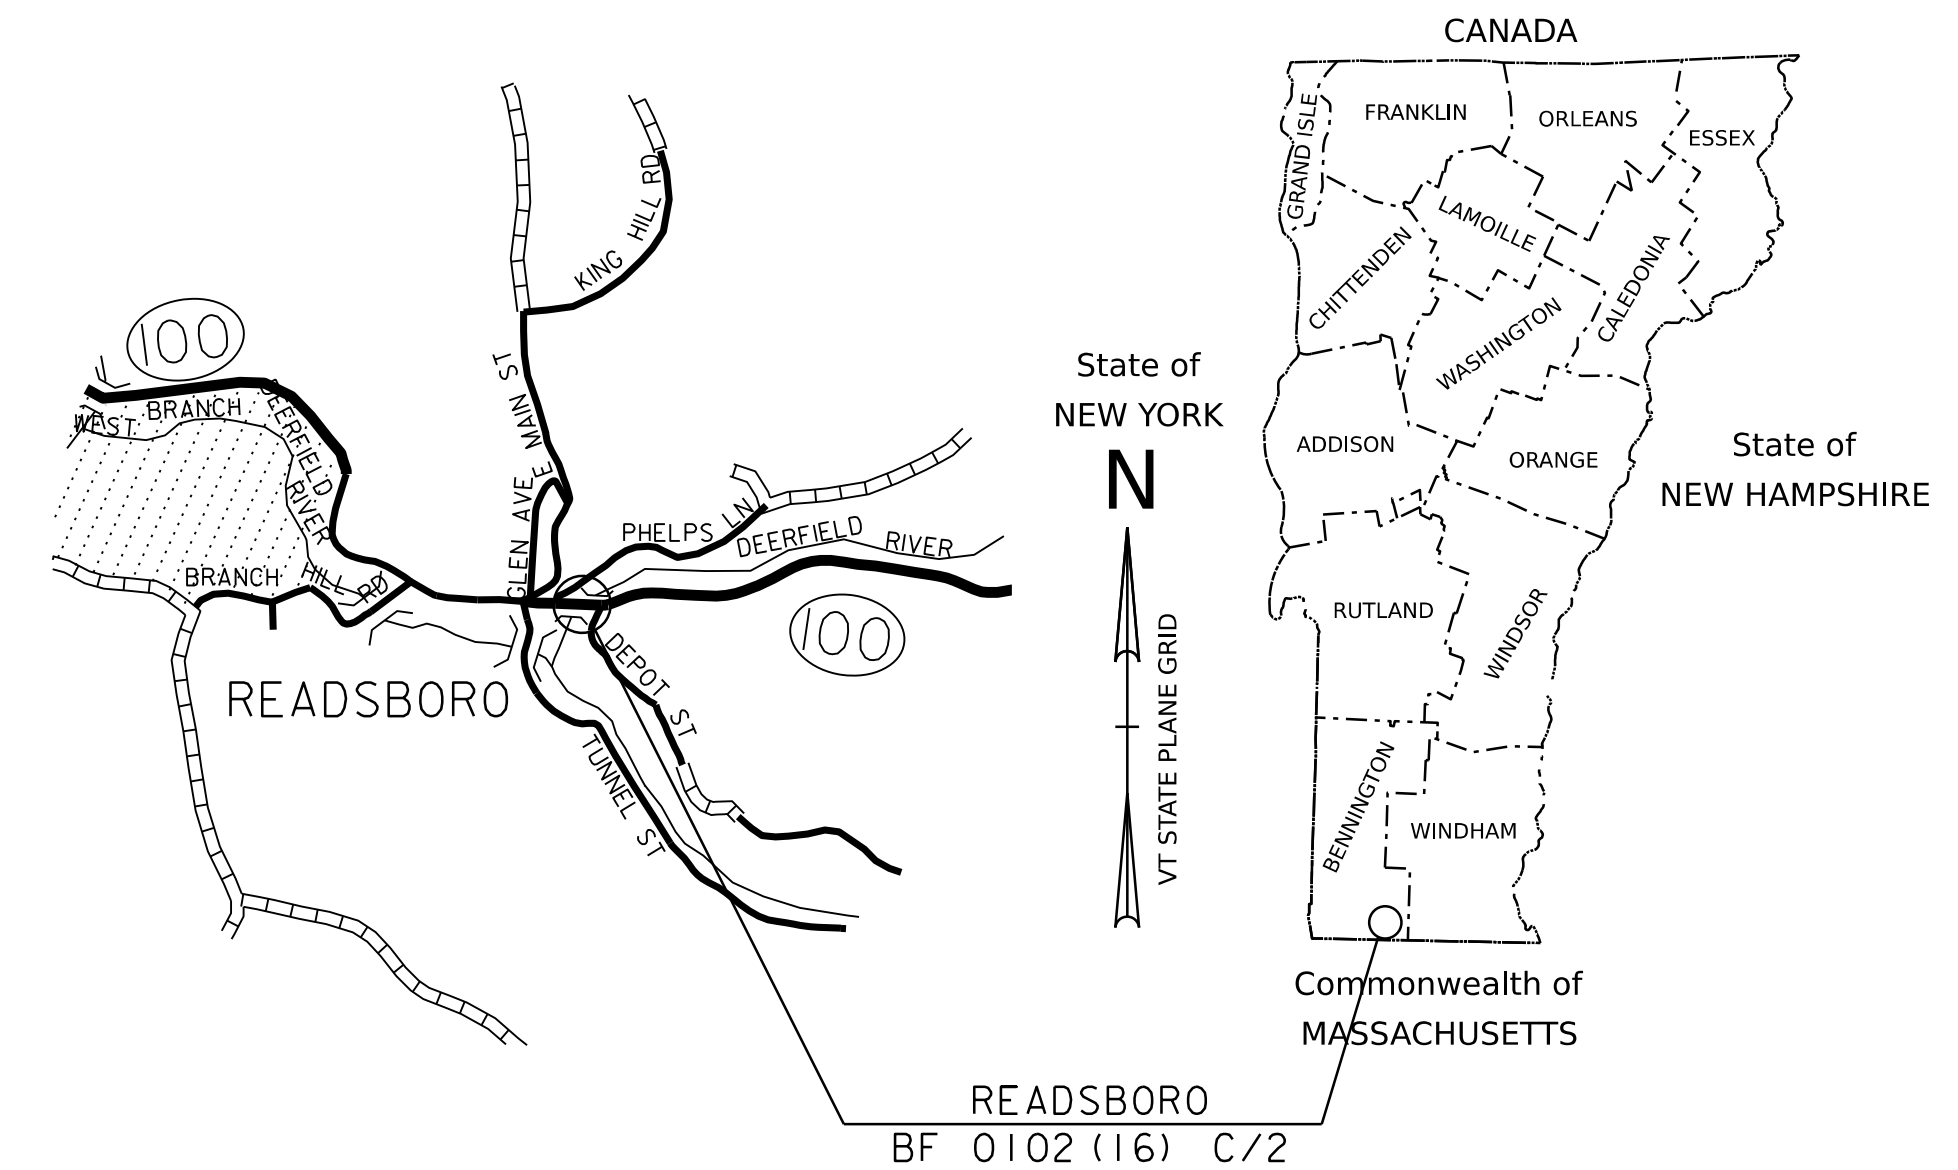 CANADA
GRAND ISLE
FRANKLIN
ORLEANS
ESSEX
LAMOILLE
CHITTENDEN
WASHINGTON
CALEDONIA
ADDISON
ORANGE
RUTLAND
WINDSOR
BENNINGTON
WINDHAM
State of
NEW YORK
State of
NEW HAMPSHIRE
Commonwealth of
MASSACHUSETTS
N
VT STATE PLANE GRID
KING HILL RD
100
WEST BRANCH DEERFIELD RIVER
E MAIN ST
GLEN AVE
PHELPS LN
DEERFIELD RIVER
BRANCH HILL RD
100
READSBORO
DEPOT ST
TUNNEL ST
READSBORO
BF 0102(16) C/2